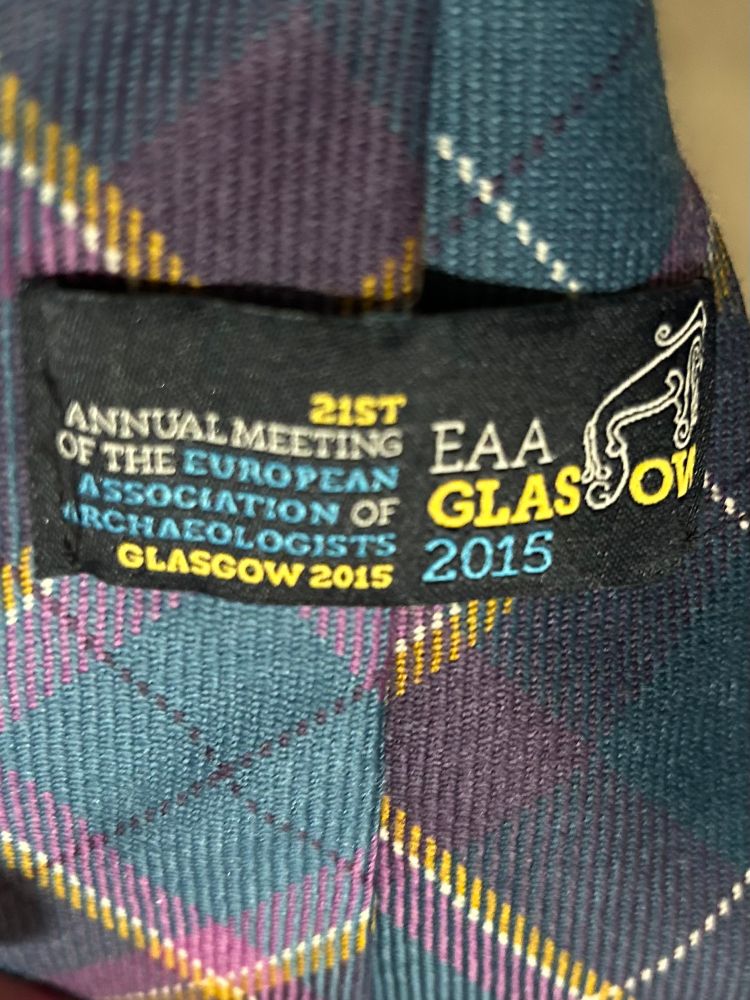 21ST
ANNUAL MEETING
OF THE EUROPEAN
ASSOCIATION OF
ARCHAEOLOGISTS
GLASGOW 2015
EAA
GLASGOW
2015